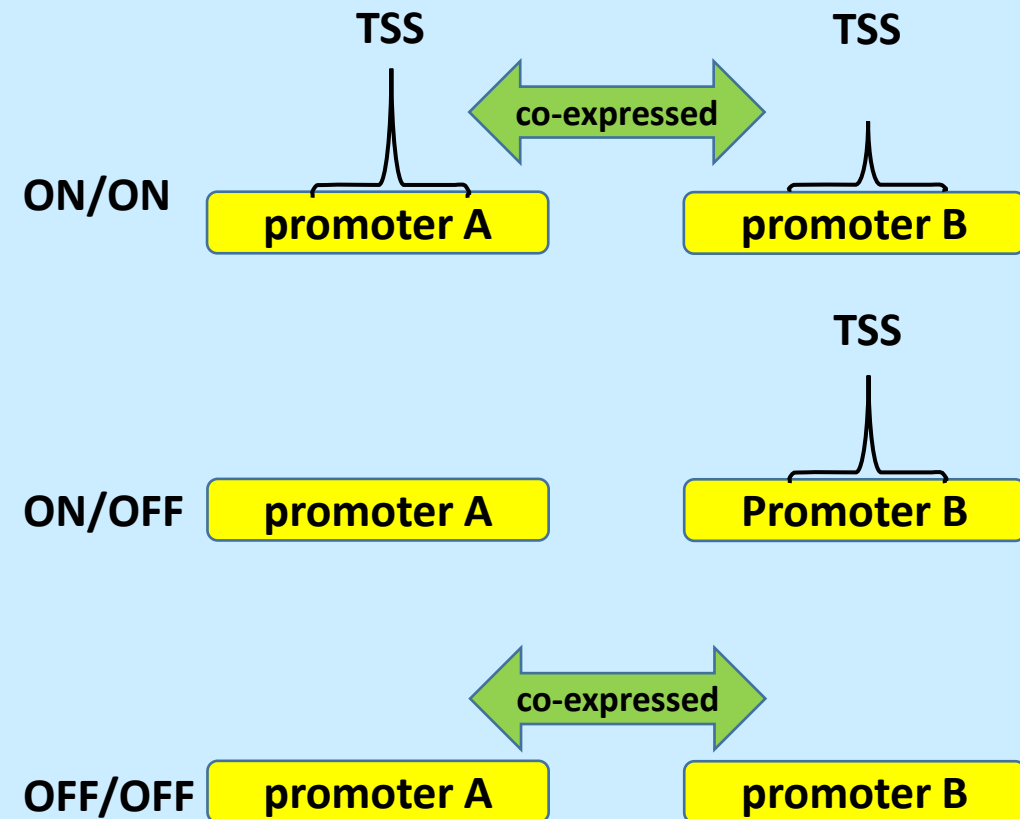 TSS TSS
co-expressed
ON/ON promoter A promoter B
TSS
ON/OFF promoter A Promoter B
co-expressed
OFF/OFF promoter A promoter B